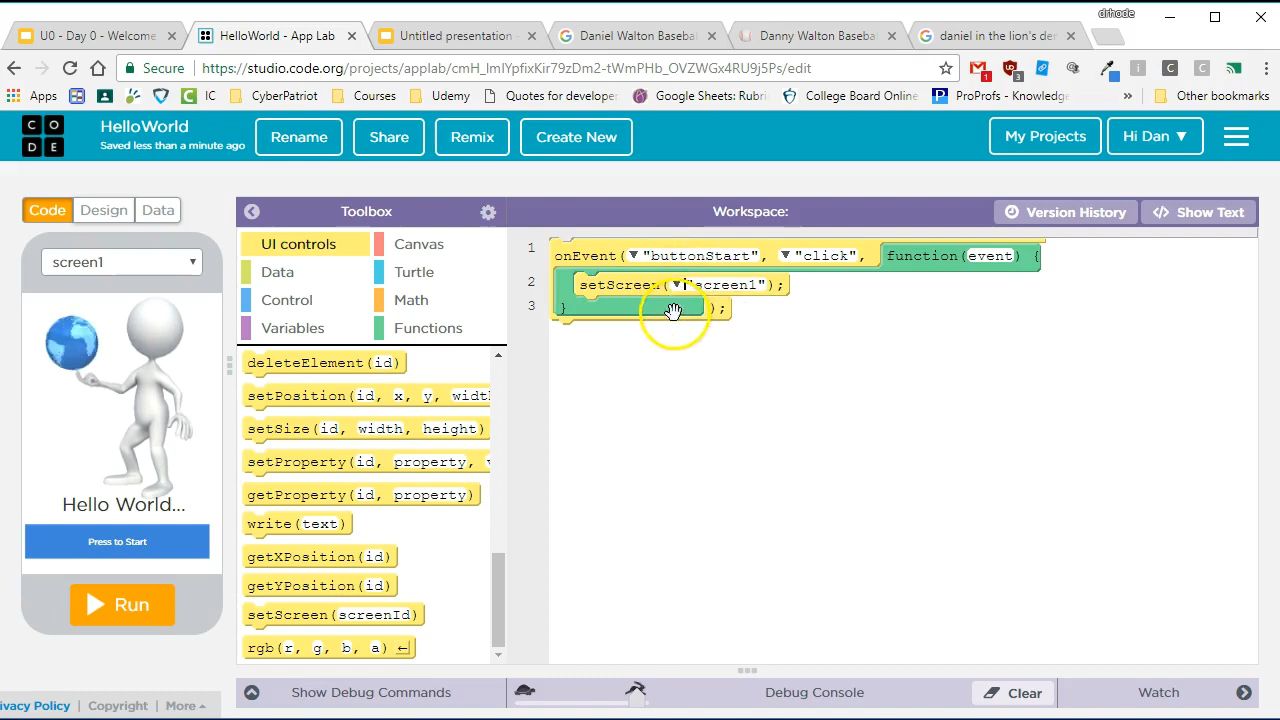 drhode
U0 - Day 0 - Welcome
HelloWorld - App Lab
Untitled presentation -
Daniel Walton Baseba
Danny Walton Baseba
daniel in the lion's de
Secure
https://studio.code.org/projects/applab/cmH_ImIYpfixKir79zDm2-tWmPHb_OVZWGx4RU9j5Ps/edit
1
3
Apps
IC
CyberPatriot
Courses
Udemy
Quotes for develope
Google Sheets: Rubri
College Board Online
ProProfs - Knowledge
Other bookmarks
C O
D E
HelloWorld
Saved less than a minute ago
Rename
Share
Remix
Create New
My Projects
Hi Dan ▼
Code
Design
Data
Toolbox
Workspace:
Version History
</> Show Text
screen1
UI controls
Canvas
Data
Turtle
Control
Math
Variables
Functions
deleteElement(id)
setPosition(id, x, y, width
setSize(id, width, height)
setProperty(id, property, v
getProperty(id, property)
write(text)
getXPosition(id)
getYPosition(id)
setScreen(screenId)
rgb(r, g, b, a)
1 onEvent(▼"buttonStart", ▼"click", function(event) {
2 setScreen(▼"screen1");
3 } );
Hello World...
Press to Start
Run
Show Debug Commands
Debug Console
Clear
Watch
ivacy Policy
Copyright
More